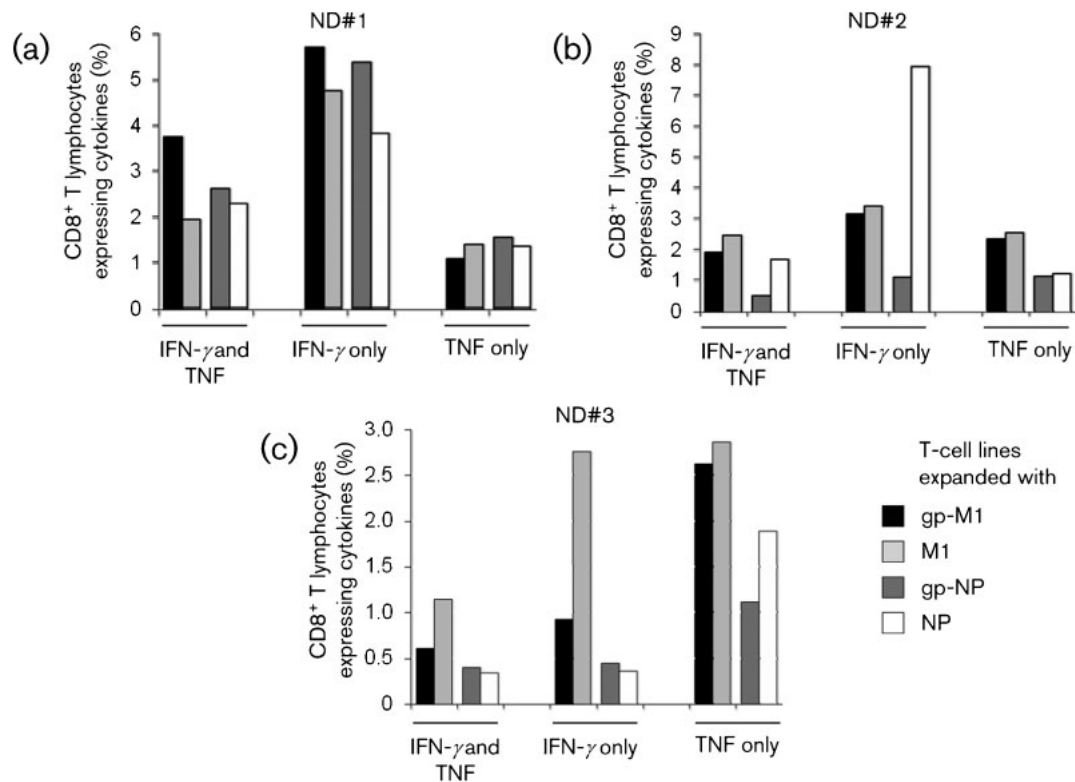 (a)
ND#1
CD8+ T lymphocytes
expressing cytokines (%)
6
5
4
3
2
1
0
IFN-γ and
TNF
IFN-γ only
TNF only
(b)
ND#2
CD8+ T lymphocytes
expressing cytokines (%)
9
8
7
6
5
4
3
2
1
0
IFN-γ and
TNF
IFN-γ only
TNF only
(c)
ND#3
CD8+ T lymphocytes
expressing cytokines (%)
3.0
2.5
2.0
1.5
1.0
0.5
0
IFN-γ and
TNF
IFN-γ only
TNF only
T-cell lines
expanded with
gp-M1
M1
gp-NP
NP